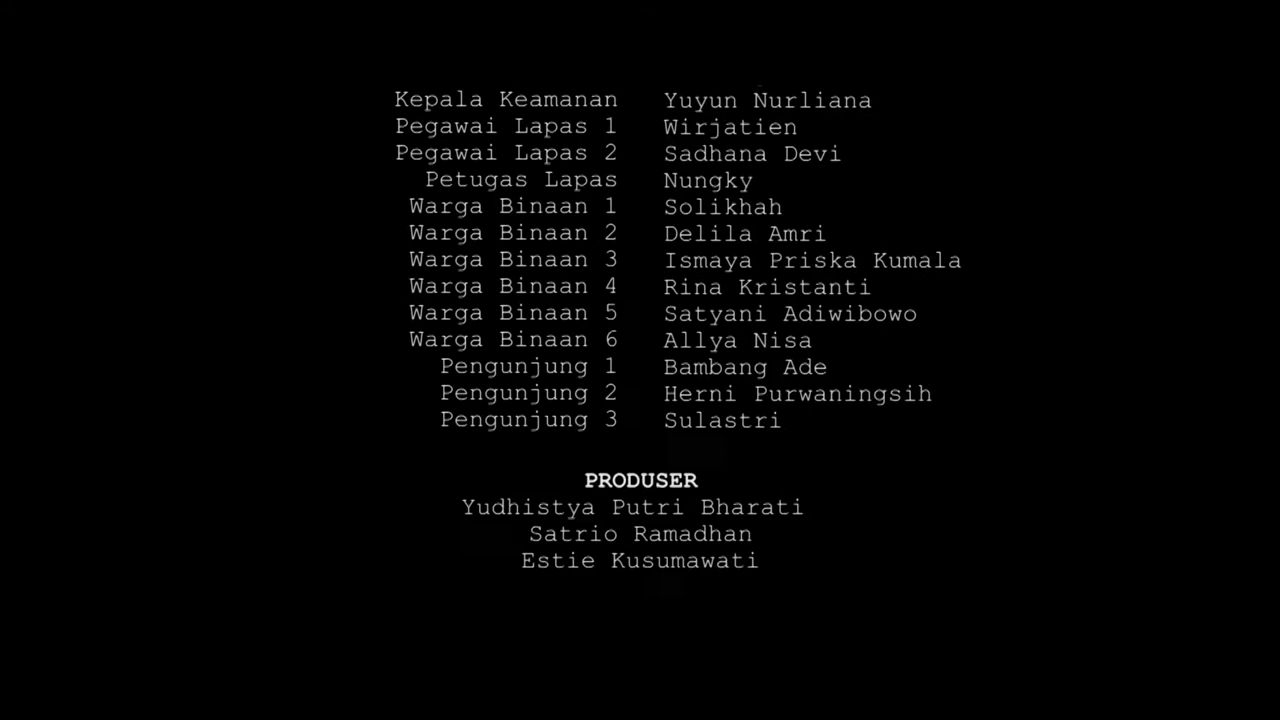 Kepala Keamanan Yuyun Nurliana
Pegawai Lapas 1 Wirjatien
Pegawai Lapas 2 Sadhana Devi
Petugas Lapas Nungky
Warga Binaan 1 Solikhah
Warga Binaan 2 Delila Amri
Warga Binaan 3 Ismaya Priska Kumala
Warga Binaan 4 Rina Kristanti
Warga Binaan 5 Satyani Adiwibowo
Warga Binaan 6 Allya Nisa
Pengunjung 1 Bambang Ade
Pengunjung 2 Herni Purwaningsih
Pengunjung 3 Sulastri
PRODUSER
Yudhistya Putri Bharati
Satrio Ramadhan
Estie Kusumawati